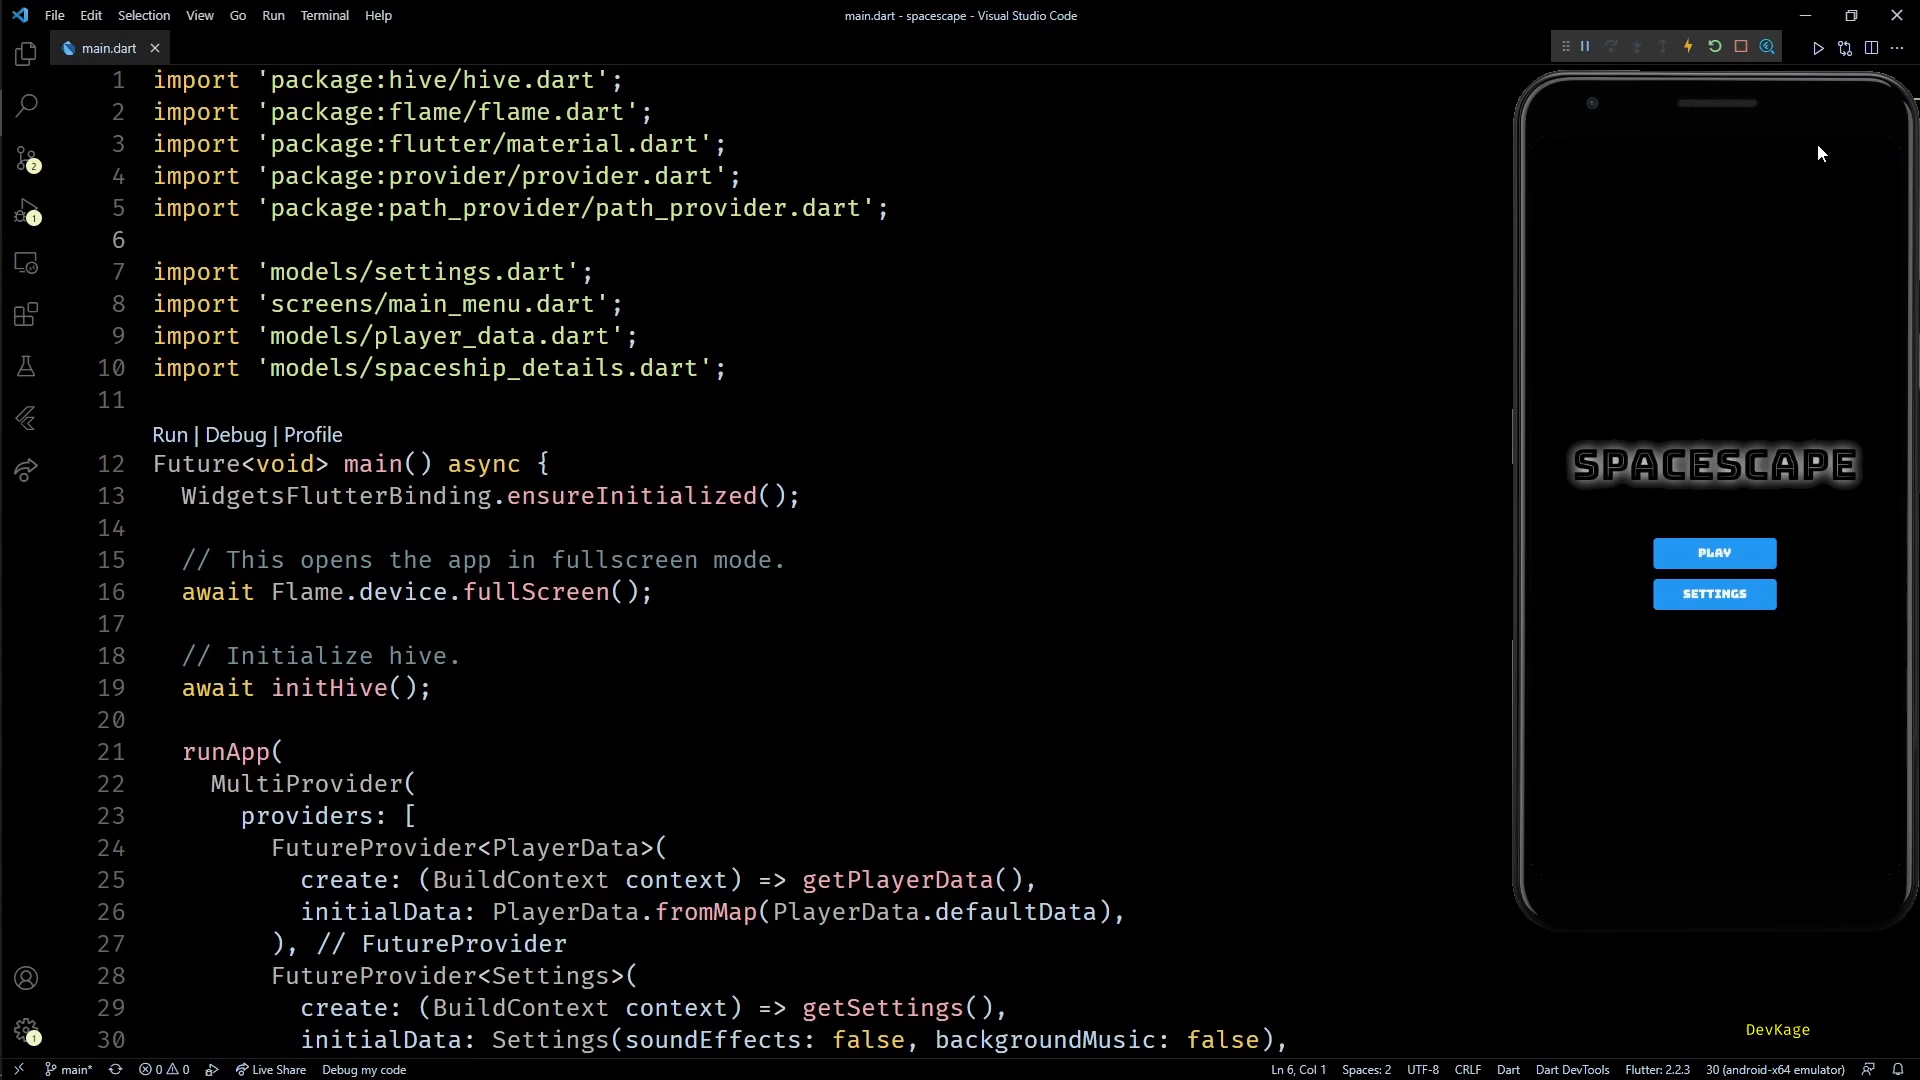 File Edit Selection View Go Run Terminal Help
main.dart - spacescape - Visual Studio Code
main.dart
1 import 'package:hive/hive.dart';
2 import 'package:flame/flame.dart';
3 import 'package:flutter/material.dart';
4 import 'package:provider/provider.dart';
5 import 'package:path_provider/path_provider.dart';
6
7 import 'models/settings.dart';
8 import 'screens/main_menu.dart';
9 import 'models/player_data.dart';
10 import 'models/spaceship_details.dart';
11
Run | Debug | Profile
12 Future<void> main() async {
13 WidgetsFlutterBinding.ensureInitialized();
14
15 // This opens the app in fullscreen mode.
16 await Flame.device.fullScreen();
17
18 // Initialize hive.
19 await initHive();
20
21 runApp(
22 MultiProvider(
23 providers: [
24 FutureProvider<PlayerData>(
25 create: (BuildContext context) => getPlayerData(),
26 initialData: PlayerData.fromMap(PlayerData.defaultData),
27 ), // FutureProvider
28 FutureProvider<Settings>(
29 create: (BuildContext context) => getSettings(),
30 initialData: Settings(soundEffects: false, backgroundMusic: false),
2
1
1
SPACESCAPE
PLAY
SETTINGS
DevKage
main* 0 0 Live Share Debug my code
Ln 6, Col 1 Spaces: 2 UTF-8 CRLF Dart Dart DevTools Flutter: 2.2.3 30 (android-x64 emulator)